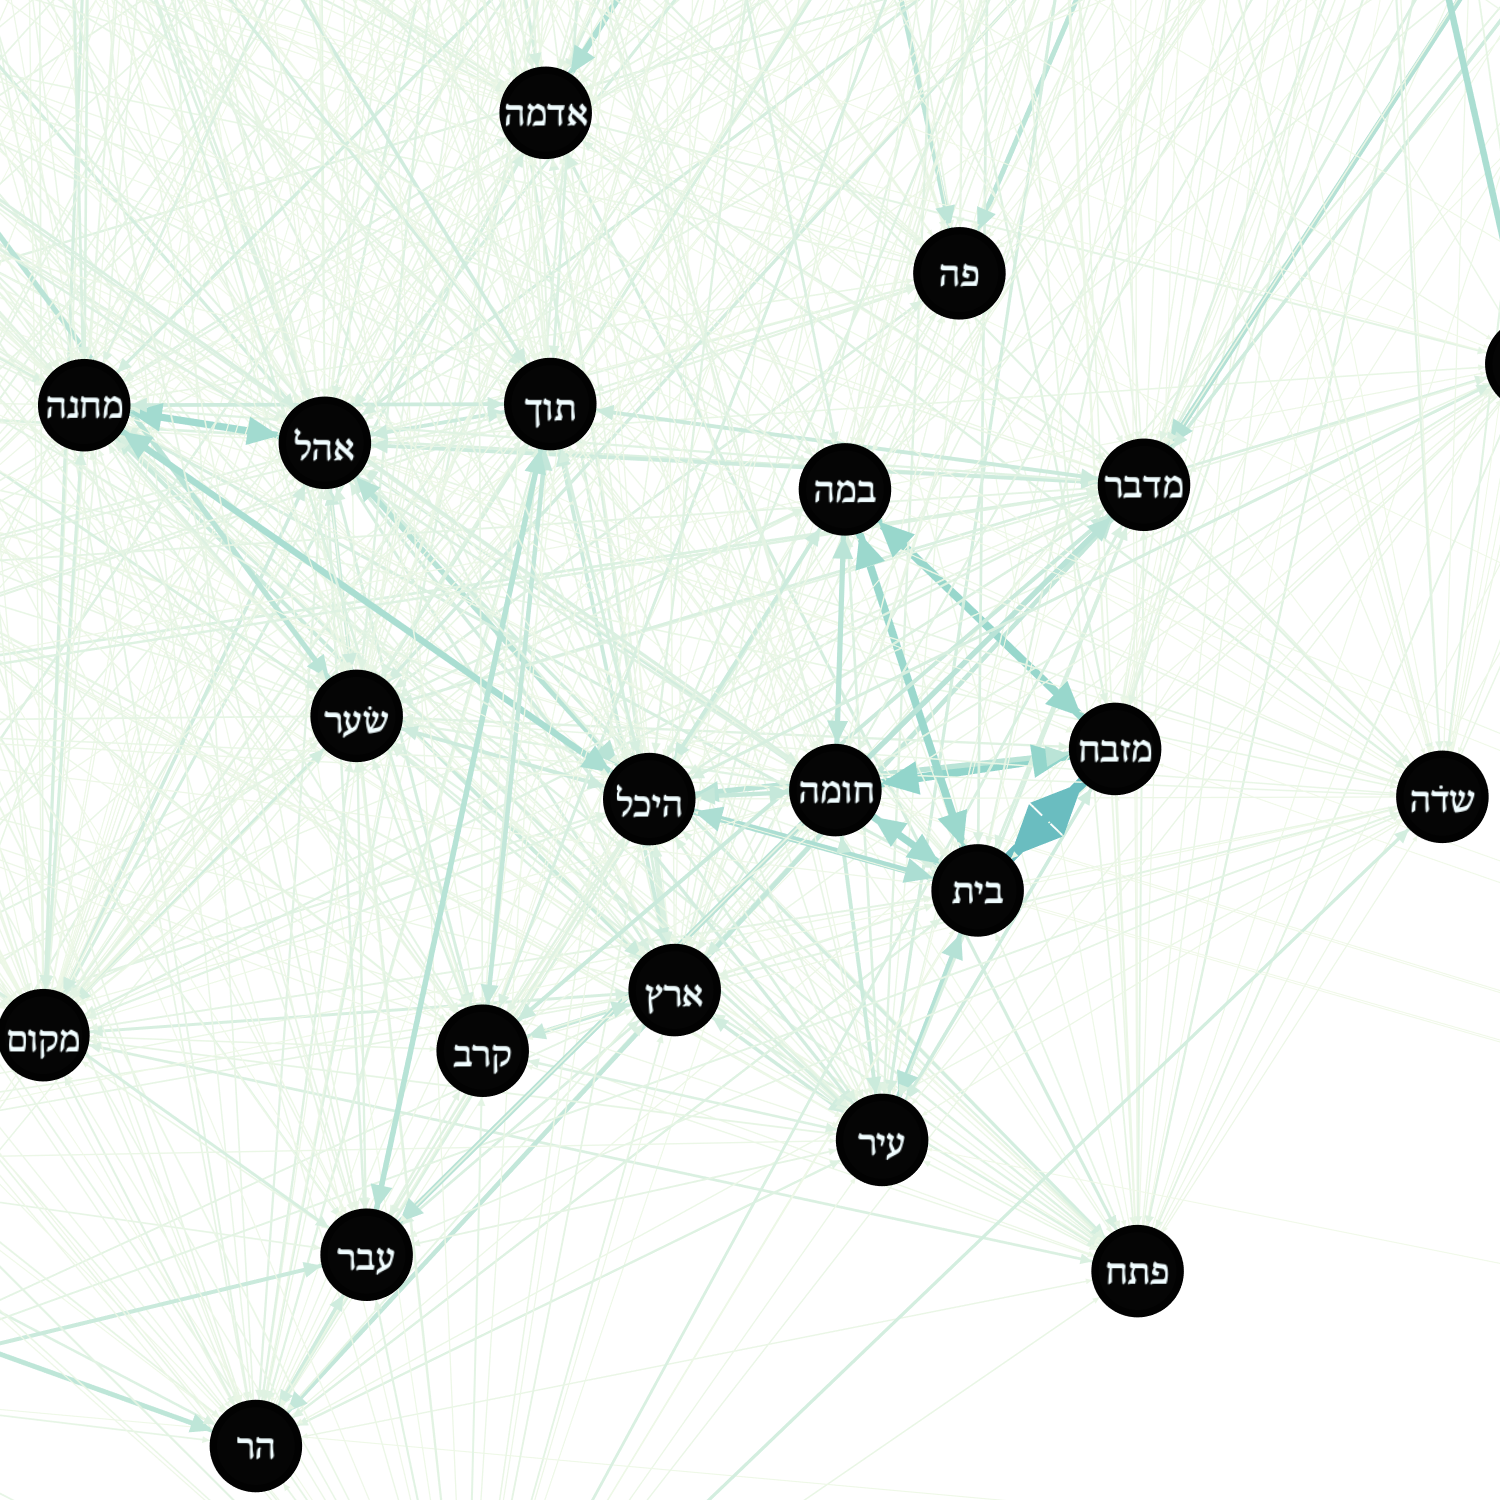 אדמה
פה
מחנה
תוך
אהל
מדבר
במה
שׂער
מזבח
היכל
חומה
שׂדה
בית
ארץ
מקום
קרב
עיר
עבר
פתח
הר